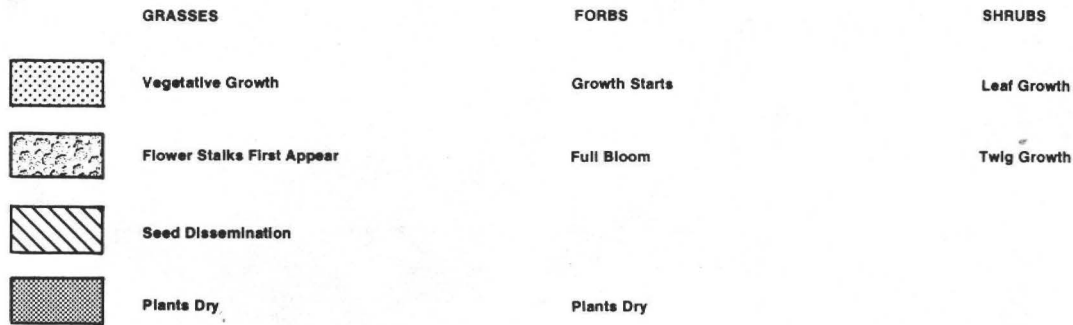 GRASSES FORBS SHRUBS
Vegetative Growth Growth Starts Leaf Growth
Flower Stalks First Appear Full Bloom Twig Growth
Seed Dissemination
Plants Dry Plants Dry